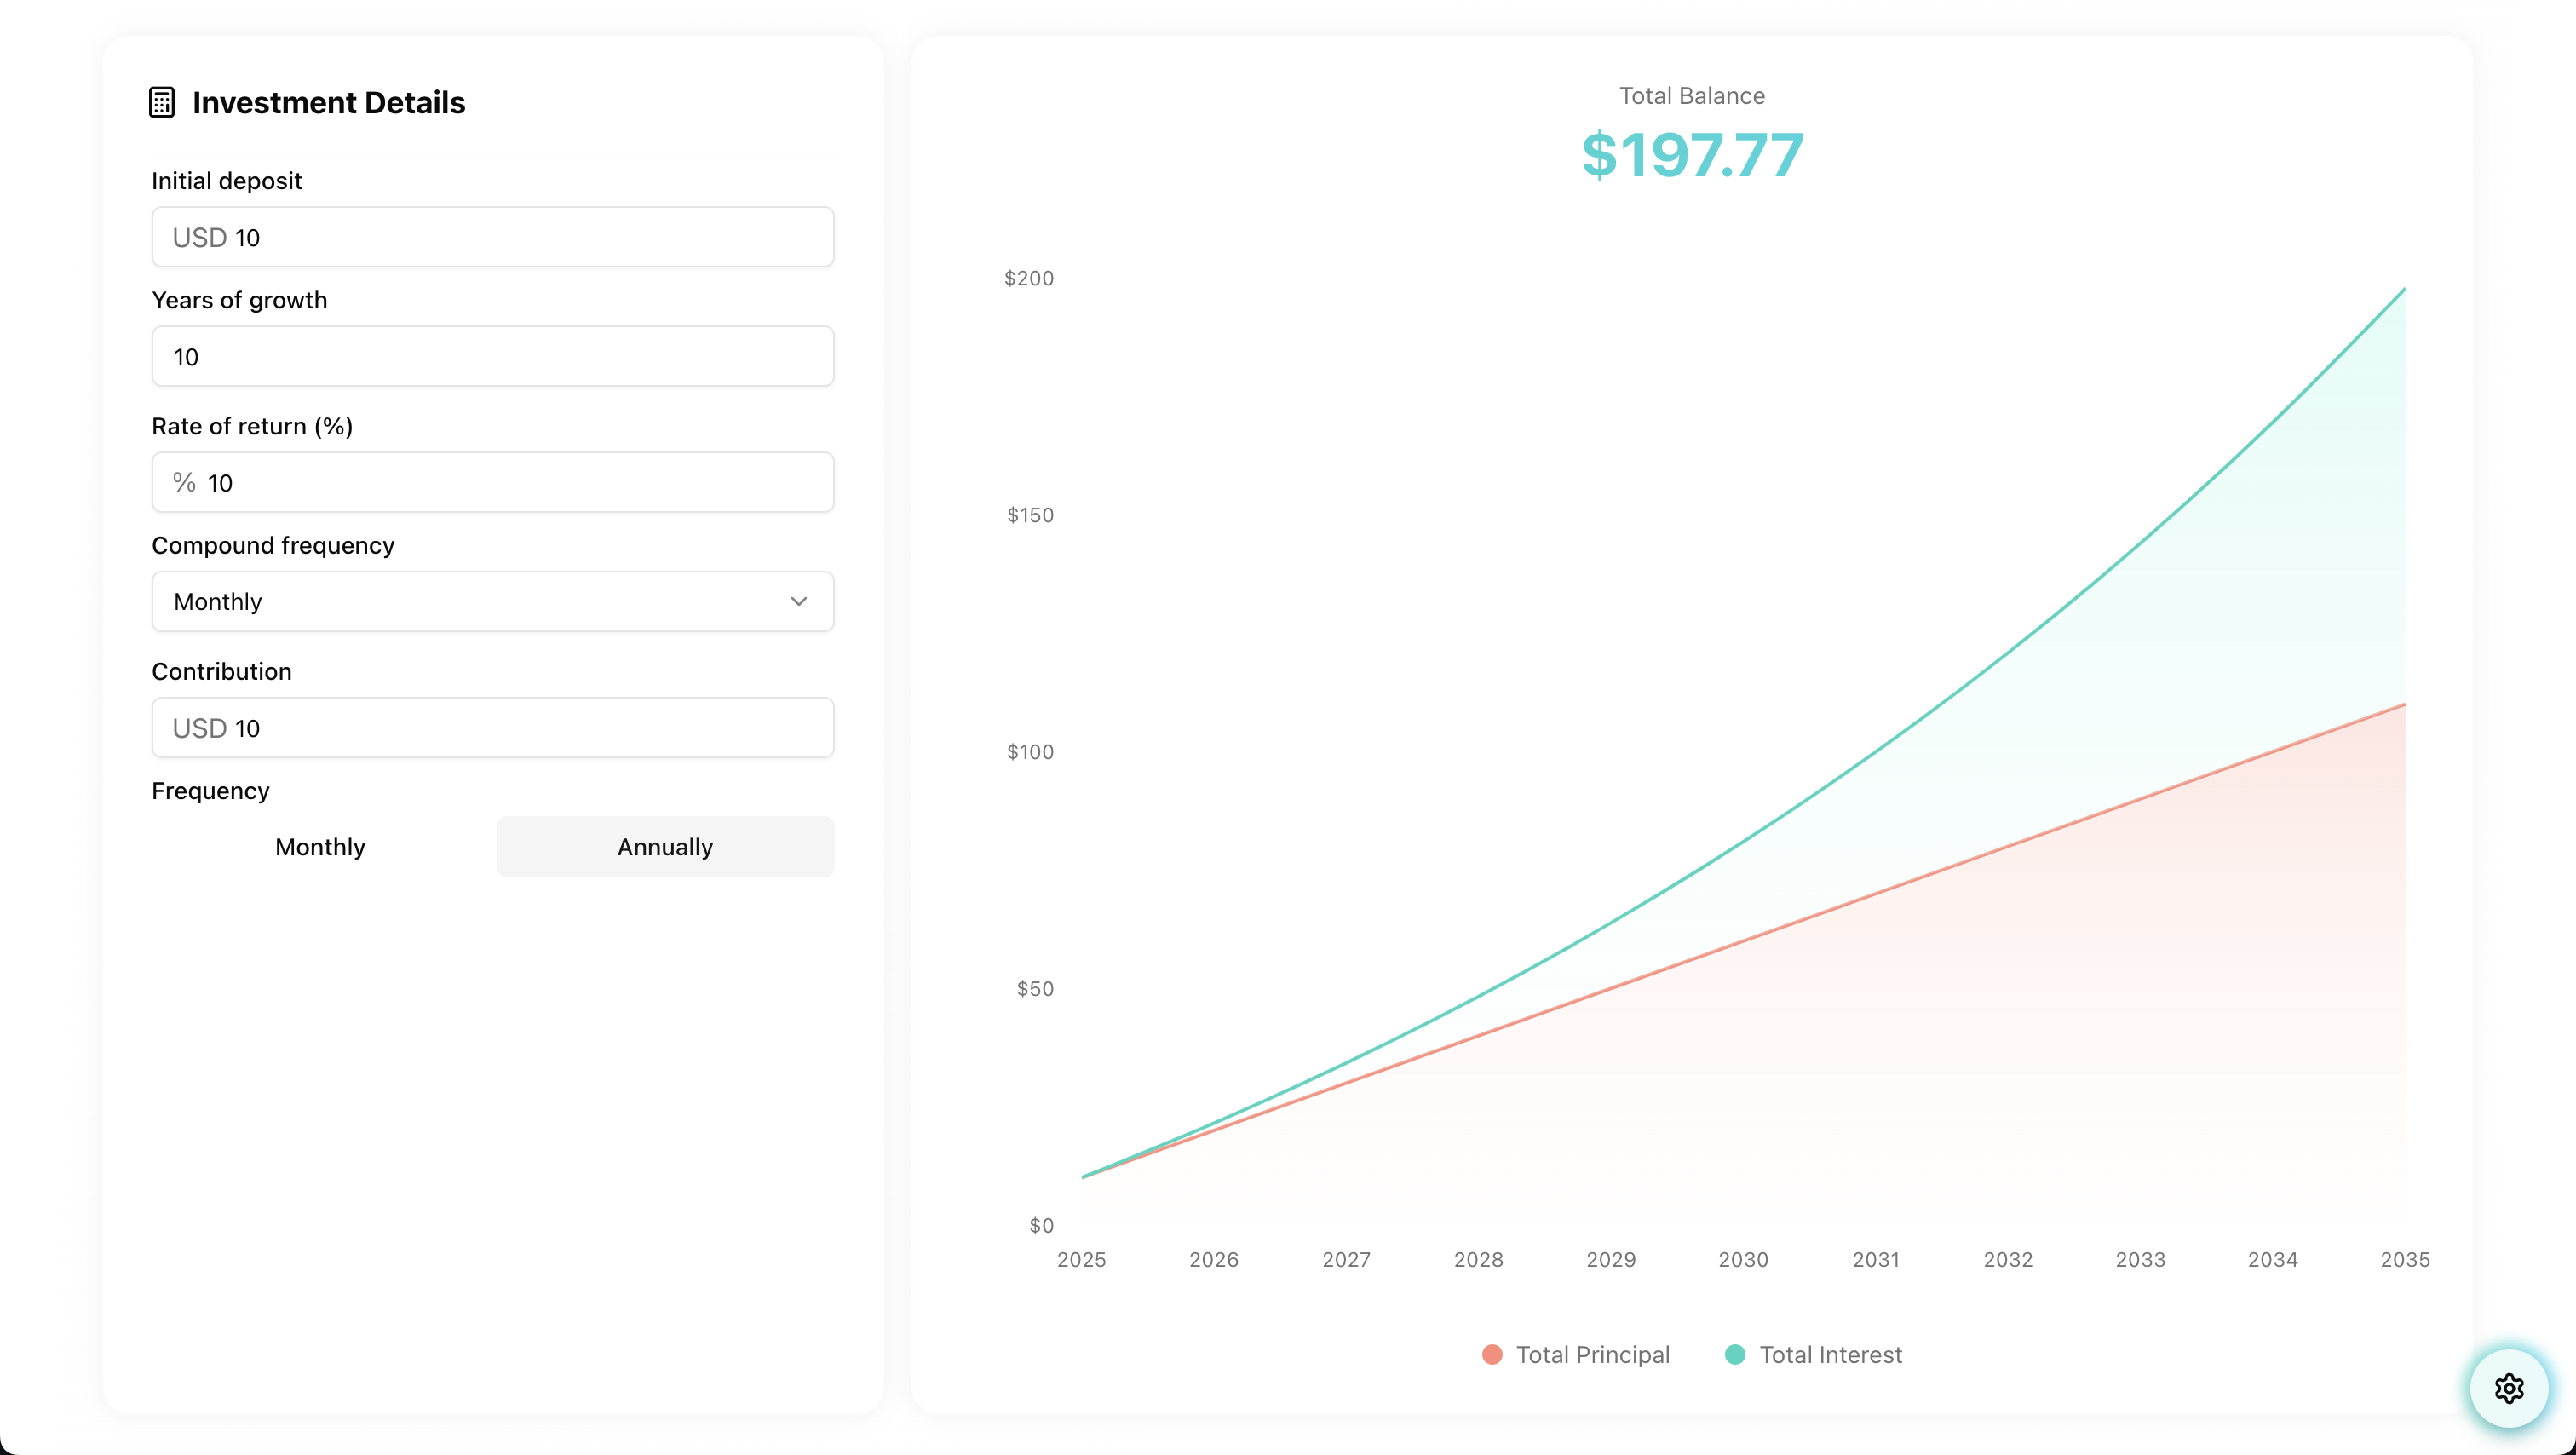 Investment Details
Initial deposit
USD 10
Years of growth
10
Rate of return (%)
% 10
Compound frequency
Monthly
Contribution
USD 10
Frequency
Monthly Annually
Total Balance
$197.77
$200
$150
$100
$50
$0
2025 2026 2027 2028 2029 2030 2031 2032 2033 2034 2035
Total Principal Total Interest